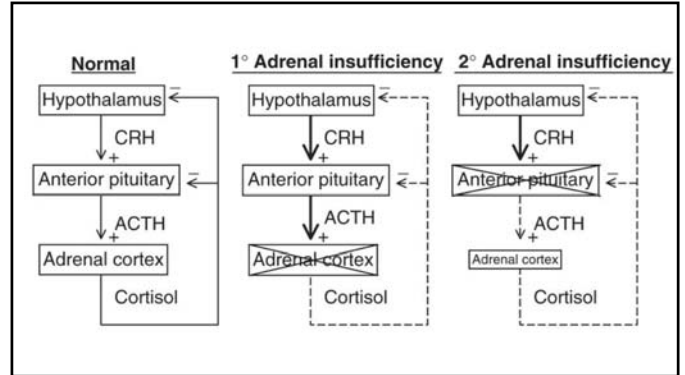 Normal
Hypothalamus
–
CRH
+
Anterior pituitary
–
ACTH
+
Adrenal cortex
Cortisol
1° Adrenal insufficiency
Hypothalamus
–
CRH
+
Anterior pituitary
–
ACTH
+
Adrenal cortex
Cortisol
2° Adrenal insufficiency
Hypothalamus
–
CRH
+
Anterior pituitary
–
ACTH
+
Adrenal cortex
Cortisol